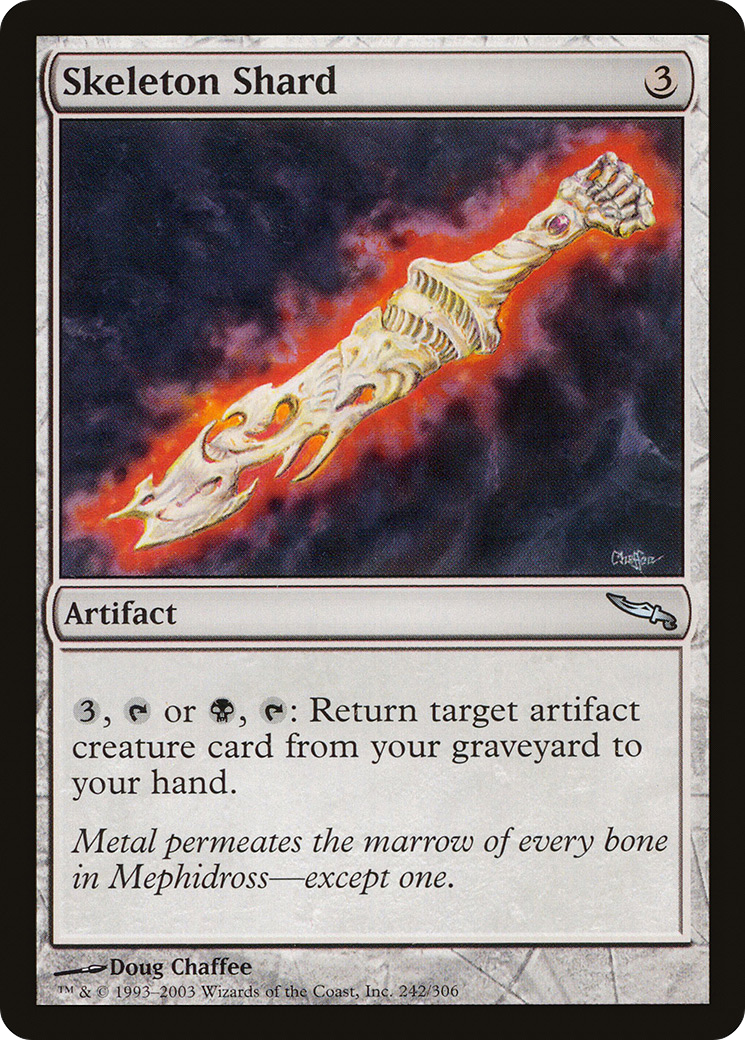 Skeleton Shard 3
Chaffee
Artifact
3, or , : Return target artifact
creature card from your graveyard to
your hand.
Metal permeates the marrow of every bone
in Mephidross—except one.
Doug Chaffee
™ & © 1993–2003 Wizards of the Coast, Inc. 242/306